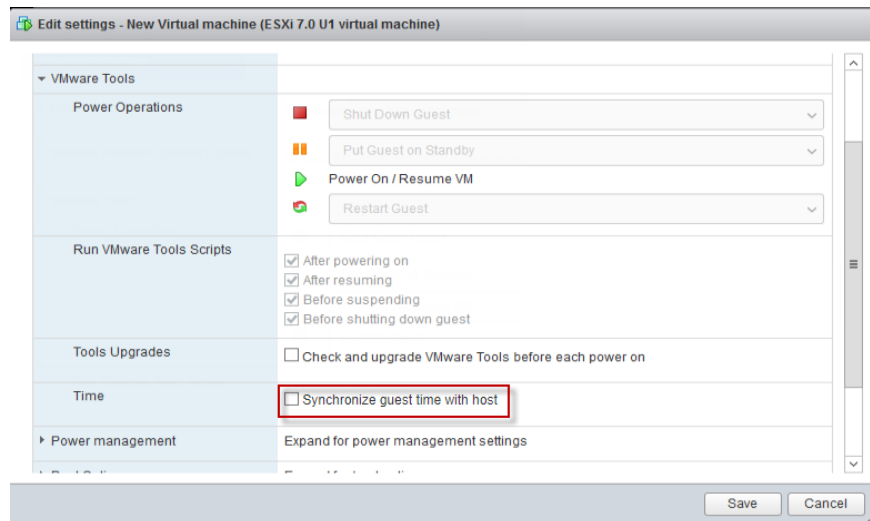 Edit settings - New Virtual machine (ESXi 7.0 U1 virtual machine)
VMware Tools
Power Operations
Shut Down Guest
Put Guest on Standby
Power On / Resume VM
Restart Guest
Run VMware Tools Scripts
After powering on
After resuming
Before suspending
Before shutting down guest
Tools Upgrades
Check and upgrade VMware Tools before each power on
Time
Synchronize guest time with host
Power management
Expand for power management settings
Save
Cancel